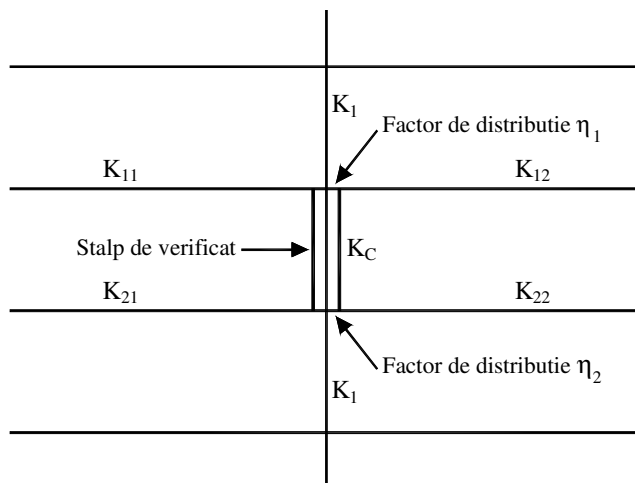 K1
Factor de distributie η1
K11
K12
Stalp de verificat
KC
K21
K22
Factor de distributie η2
K1